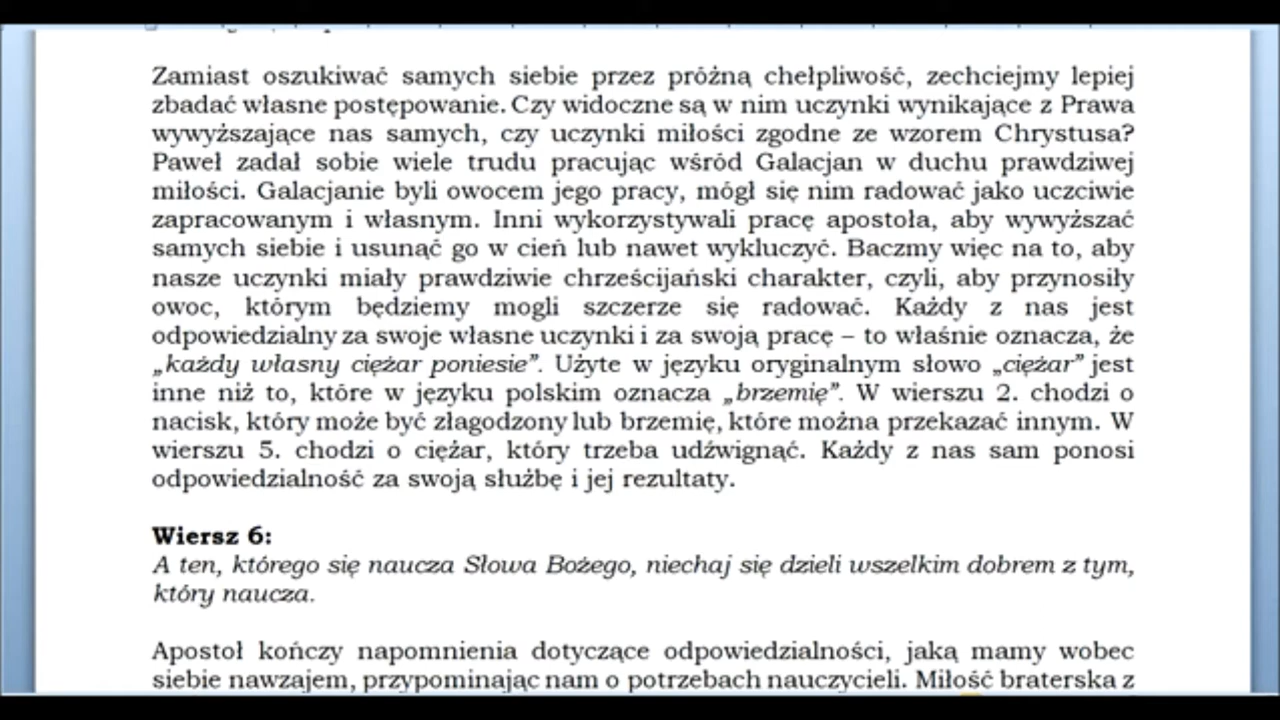 Zamiast oszukiwać samych siebie przez próżną chełpliwość, zechciejmy lepiej
zbadać własne postępowanie. Czy widoczne są w nim uczynki wynikające z Prawa
wywyższające nas samych, czy uczynki miłości zgodne ze wzorem Chrystusa?
Paweł zadał sobie wiele trudu pracując wśród Galacjan w duchu prawdziwej
miłości. Galacjanie byli owocem jego pracy, mógł się nim radować jako uczciwie
zapracowanym i własnym. Inni wykorzystywali pracę apostoła, aby wywyższać
samych siebie i usunąć go w cień lub nawet wykluczyć. Baczmy więc na to, aby
nasze uczynki miały prawdziwie chrześcijański charakter, czyli, aby przynosiły
owoc, którym będziemy mogli szczerze się radować. Każdy z nas jest
odpowiedzialny za swoje własne uczynki i za swoją pracę – to właśnie oznacza, że
„każdy własny ciężar poniesie”. Użyte w języku oryginalnym słowo „ciężar” jest
inne niż to, które w języku polskim oznacza „brzemię”. W wierszu 2. chodzi o
nacisk, który może być złagodzony lub brzemię, które można przekazać innym. W
wierszu 5. chodzi o ciężar, który trzeba udźwignąć. Każdy z nas sam ponosi
odpowiedzialność za swoją służbę i jej rezultaty.
Wiersz 6:
A ten, którego się naucza Słowa Bożego, niechaj się dzieli wszelkim dobrem z tym,
który naucza.
Apostoł kończy napomnienia dotyczące odpowiedzialności, jaką mamy wobec
siebie nawzajem, przypominając nam o potrzebach nauczycieli. Miłość braterska z